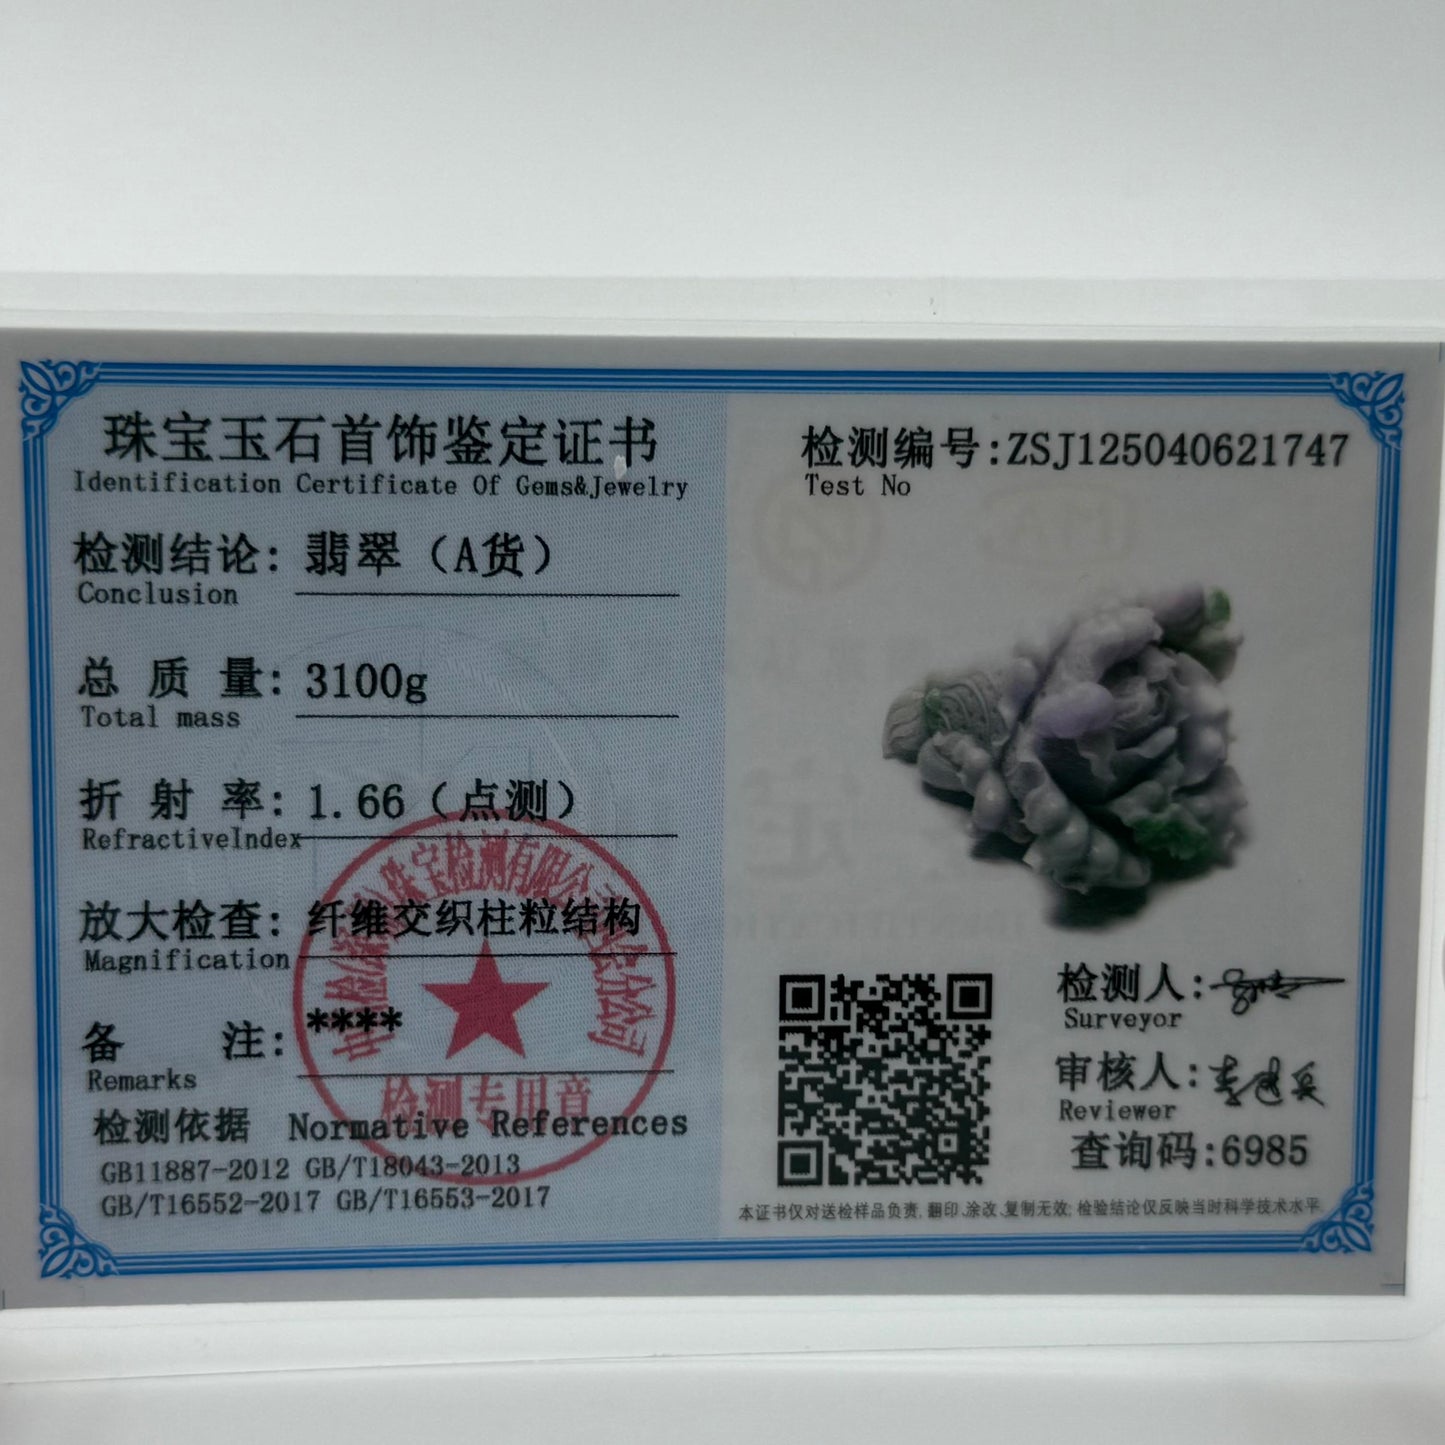 珠宝玉石首饰鉴定证书
Identification Certificate Of Gems&Jewelry
检测结论: 翡翠（A货）
Conclusion
总质量: 3100g
Total mass
折射率: 1.66（点测）
RefractiveIndex
放大检查: 纤维交织柱粒结构
Magnification
备注: ****
Remarks
检测依据 Normative References
GB11887-2012 GB/T18043-2013
GB/T16552-2017 GB/T16553-2017
检测专用章
检测编号:ZSJ125040621747
Test No
检测人:
Surveyor
审核人:
Reviewer
查询码:6985
本证书仅对送检样品负责,翻印、涂改、复制无效;检验结论仅反映当时科学技术水平.